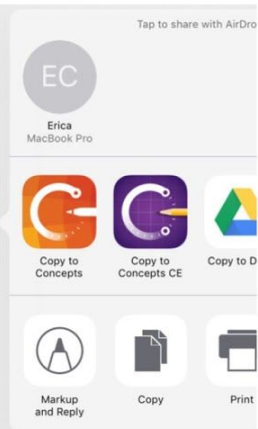 Tap to share with AirDro
EC
Erica
MacBook Pro
Copy to
Concepts
Copy to
Concepts CE
Copy to D
Markup
and Reply
Copy
Print